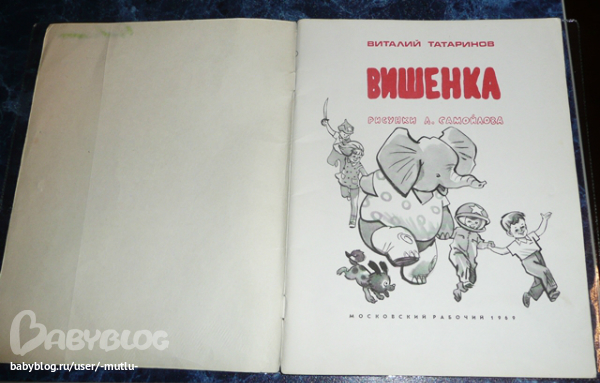 ВИТАЛИЙ ТАТАРИНОВ
ВИШЕНКА
РИСУНКИ Л. САМОЙЛОВА
МОСКОВСКИЙ РАБОЧИЙ 1969
BABYBLOG
babyblog.ru/user/-mutlu-